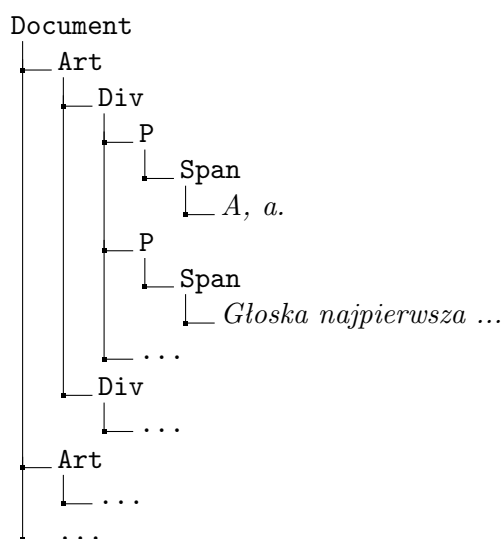 Document
Art
Div
P
Span
A, a.
P
Span
Głoska najpierwsza ...
...
Div
...
Art
...
...